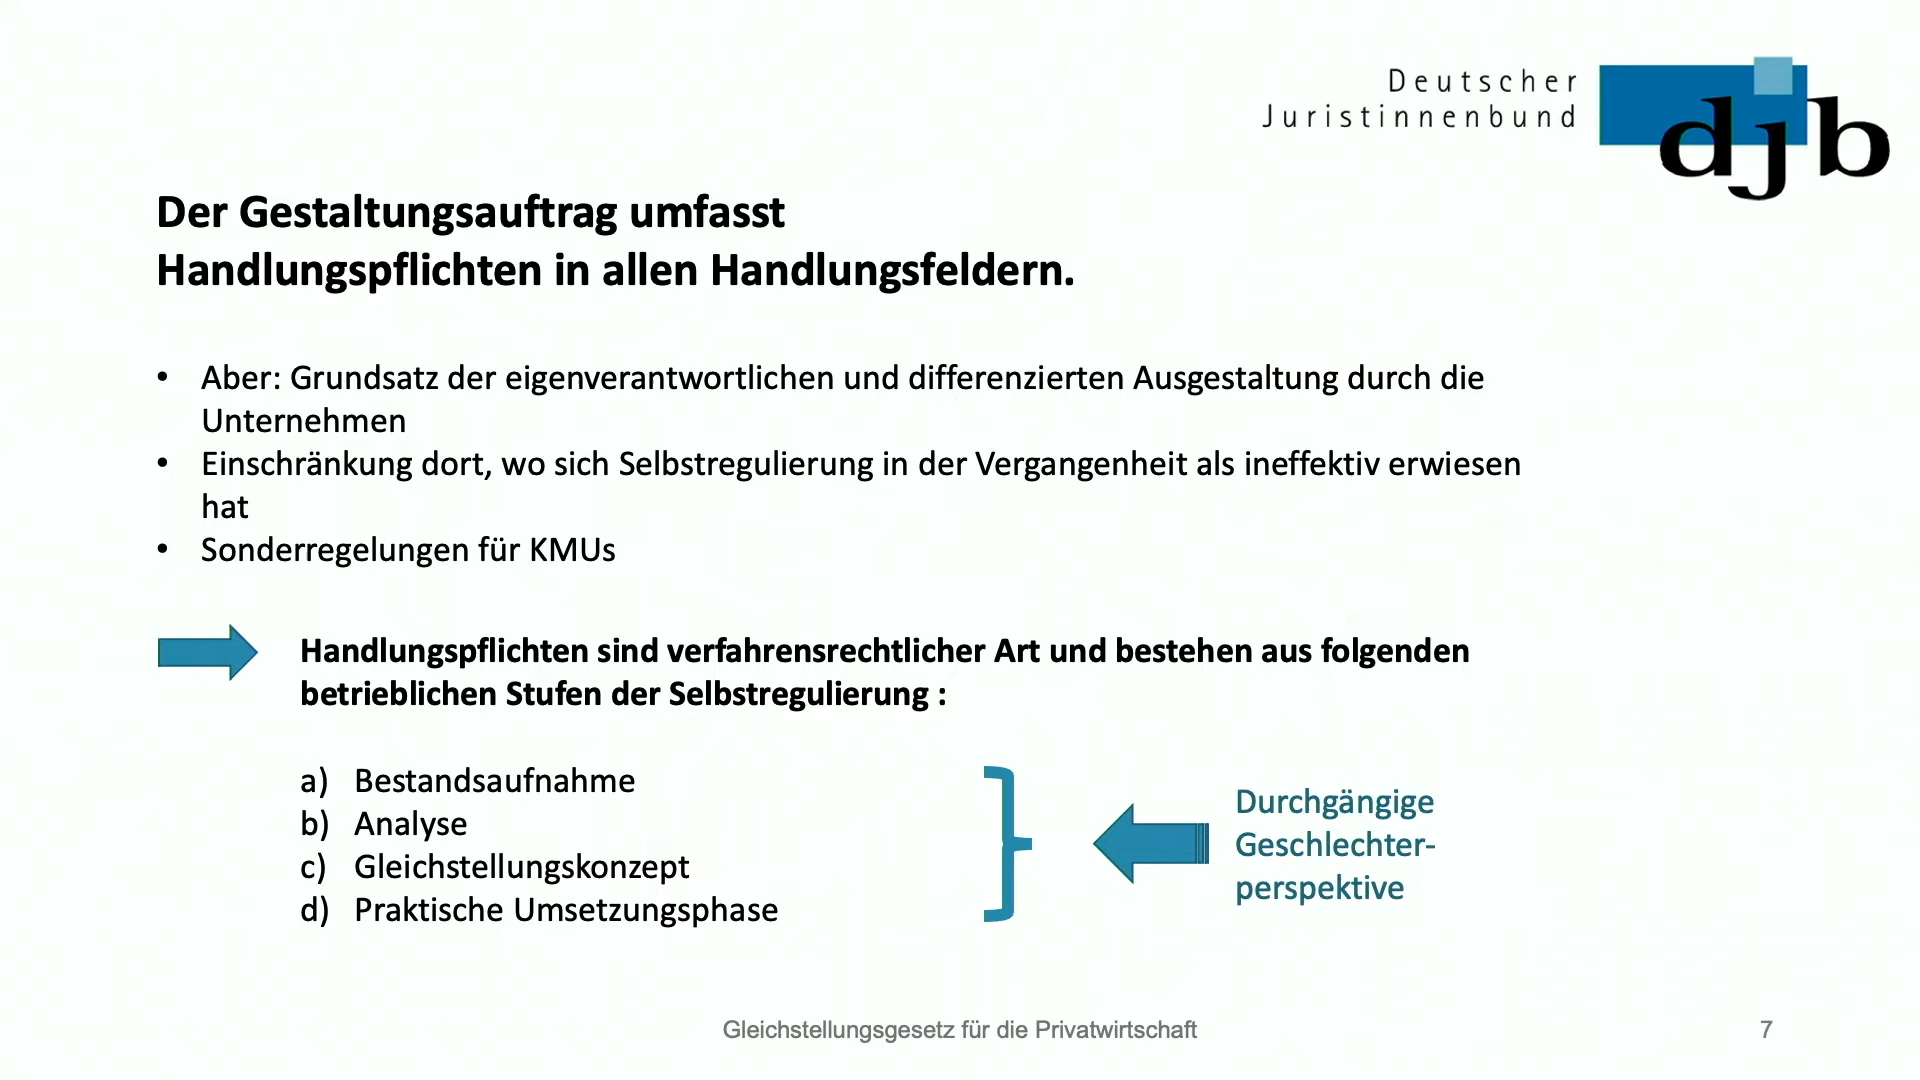 Deutscher
Juristinnenbund
djb
Der Gestaltungsauftrag umfasst
Handlungspflichten in allen Handlungsfeldern.
• Aber: Grundsatz der eigenverantwortlichen und differenzierten Ausgestaltung durch die
Unternehmen
• Einschränkung dort, wo sich Selbstregulierung in der Vergangenheit als ineffektiv erwiesen
hat
• Sonderregelungen für KMUs
Handlungspflichten sind verfahrensrechtlicher Art und bestehen aus folgenden
betrieblichen Stufen der Selbstregulierung :
a) Bestandsaufnahme
b) Analyse
c) Gleichstellungskonzept
d) Praktische Umsetzungsphase
Durchgängige
Geschlechter-
perspektive
Gleichstellungsgesetz für die Privatwirtschaft
7